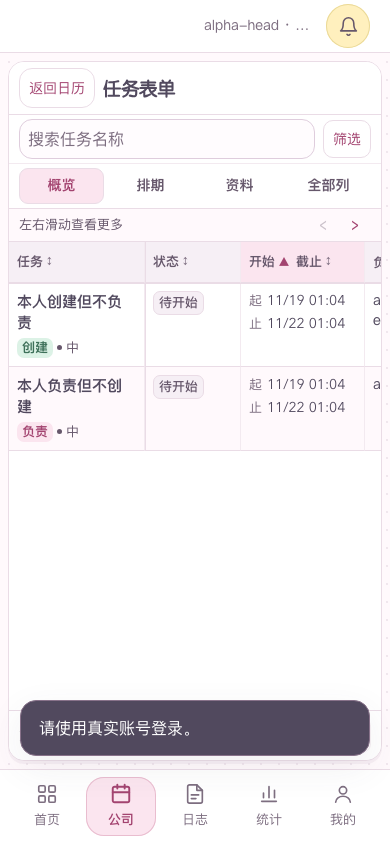 alpha-head · ...
返回日历 任务表单
搜索任务名称 筛选
概览 排期 资料 全部列
左右滑动查看更多 < >
任务 ↕ 状态 ↕ 开始 ▲ 截止 ↕
本人创建但不负责
创建 • 中
待开始
起 11/19 01:04
止 11/22 01:04
a
e
本人负责但不创建
负责 • 中
待开始
起 11/19 01:04
止 11/22 01:04
a
请使用真实账号登录。
首页 公司 日志 统计 我的